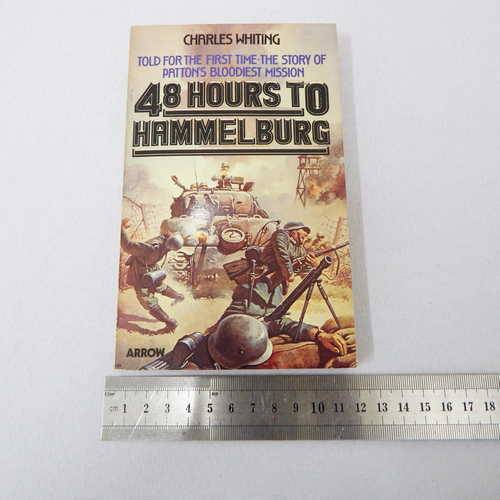 CHARLES WHITING
TOLD FOR THE FIRST TIME·THE STORY OF
PATTON'S BLOODIEST MISSION
48 HOURS TO
HAMMELBURG
ARROW
cm 1 2 3 4 5 6 7 8 9 10 11 12 13 14 15 16 17 18